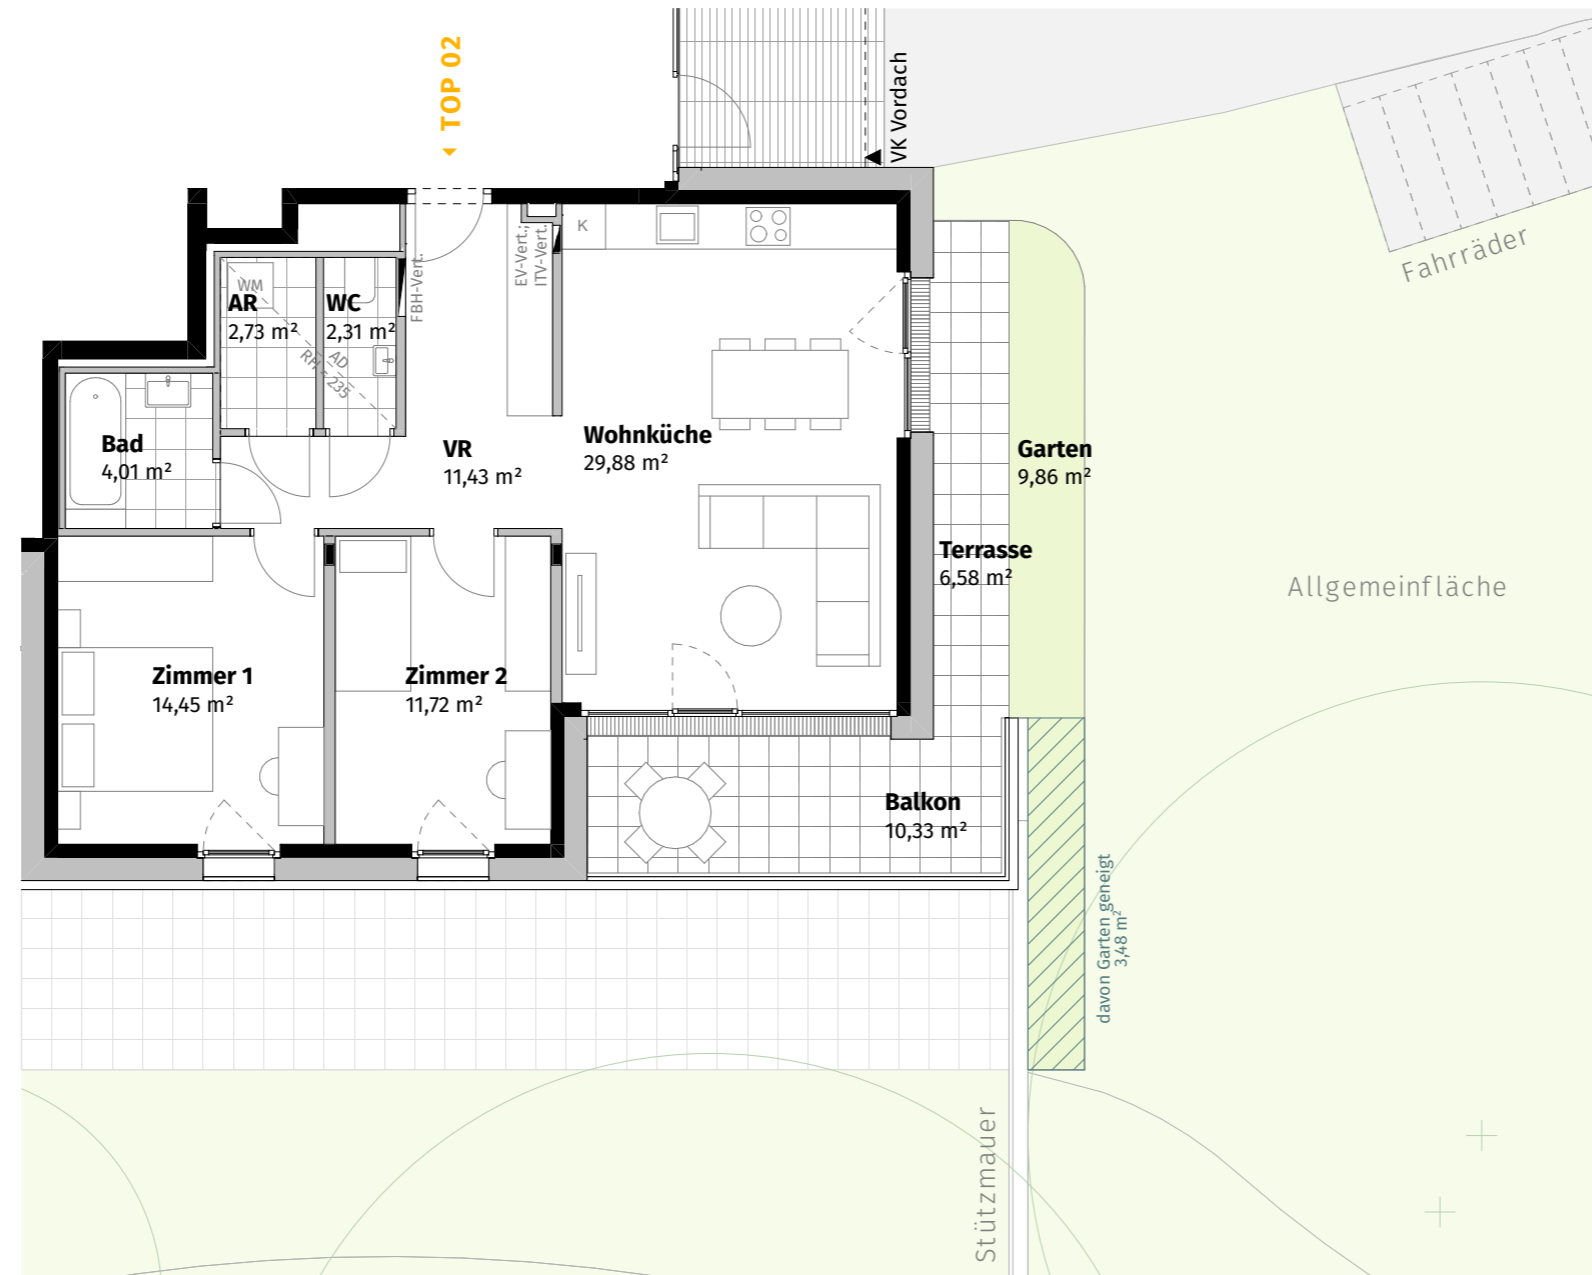 TOP 02
VK Vordach
Fahrräder
K
EV-Vert.;
ITV-Vert.
FBH-Vert.
WM
AR
2,73 m²
WC
2,31 m²
AD
RH = 235
Bad
4,01 m²
VR
11,43 m²
Wohnküche
29,88 m²
Garten
9,86 m²
Terrasse
6,58 m²
Allgemeinfläche
Zimmer 1
14,45 m²
Zimmer 2
11,72 m²
Balkon
10,33 m²
davon Garten geneigt
3,48 m²
Stützmauer